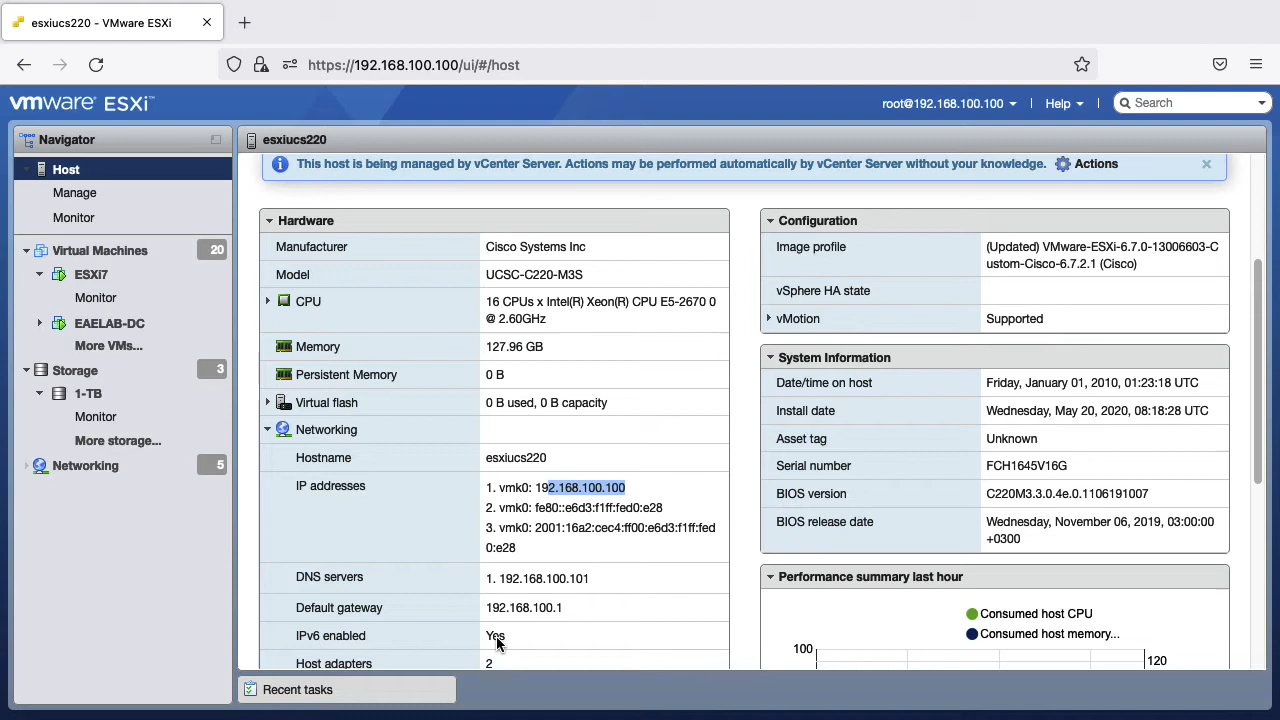 esxiucs220 - VMware ESXi
https://192.168.100.100/ui/#/host
vmware ESXi™
root@192.168.100.100
Help
Search
Navigator
Host
Manage
Monitor
Virtual Machines 20
ESXi7
Monitor
EAELAB-DC
More VMs...
Storage 3
1-TB
Monitor
More storage...
Networking 5
esxiucs220
This host is being managed by vCenter Server. Actions may be performed automatically by vCenter Server without your knowledge. Actions
Hardware
Manufacturer Cisco Systems Inc
Model UCSC-C220-M3S
CPU 16 CPUs x Intel(R) Xeon(R) CPU E5-2670 0
@ 2.60GHz
Memory 127.96 GB
Persistent Memory 0 B
Virtual flash 0 B used, 0 B capacity
Networking
Hostname esxiucs220
IP addresses 1. vmk0: 192.168.100.100
2. vmk0: fe80::e6d3:f1ff:fed0:e28
3. vmk0: 2001:16a2:cec4:ff00:e6d3:f1ff:fed
0:e28
DNS servers 1. 192.168.100.101
Default gateway 192.168.100.1
IPv6 enabled Yes
Host adapters 2
Configuration
Image profile (Updated) VMware-ESXi-6.7.0-13006603-C
ustom-Cisco-6.7.2.1 (Cisco)
vSphere HA state
vMotion Supported
System Information
Date/time on host Friday, January 01, 2010, 01:23:18 UTC
Install date Wednesday, May 20, 2020, 08:18:28 UTC
Asset tag Unknown
Serial number FCH1645V16G
BIOS version C220M3.3.0.4e.0.1106191007
BIOS release date Wednesday, November 06, 2019, 03:00:00
+0300
Performance summary last hour
Consumed host CPU
Consumed host memory...
100
120
Recent tasks